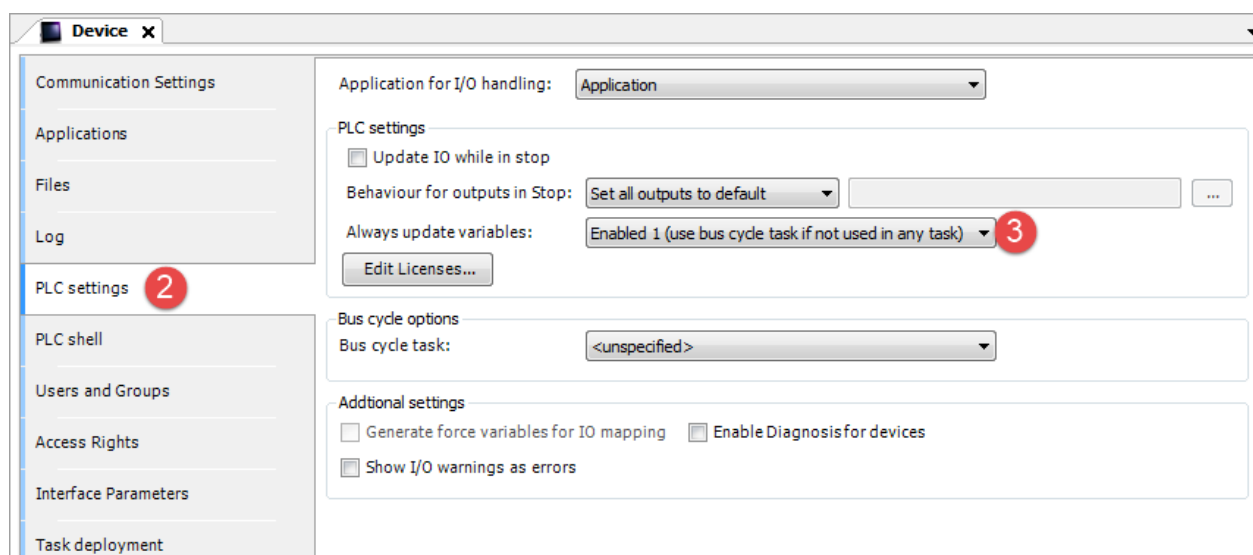 Device
Communication Settings
Applications
Files
Log
PLC settings 2
PLC shell
Users and Groups
Access Rights
Interface Parameters
Task deployment
Application for I/O handling: Application
PLC settings
Update IO while in stop
Behaviour for outputs in Stop: Set all outputs to default ...
Always update variables: Enabled 1 (use bus cycle task if not used in any task) 3
Edit Licenses...
Bus cycle options
Bus cycle task: <unspecified>
Addtional settings
Generate force variables for IO mapping Enable Diagnosis for devices
Show I/O warnings as errors